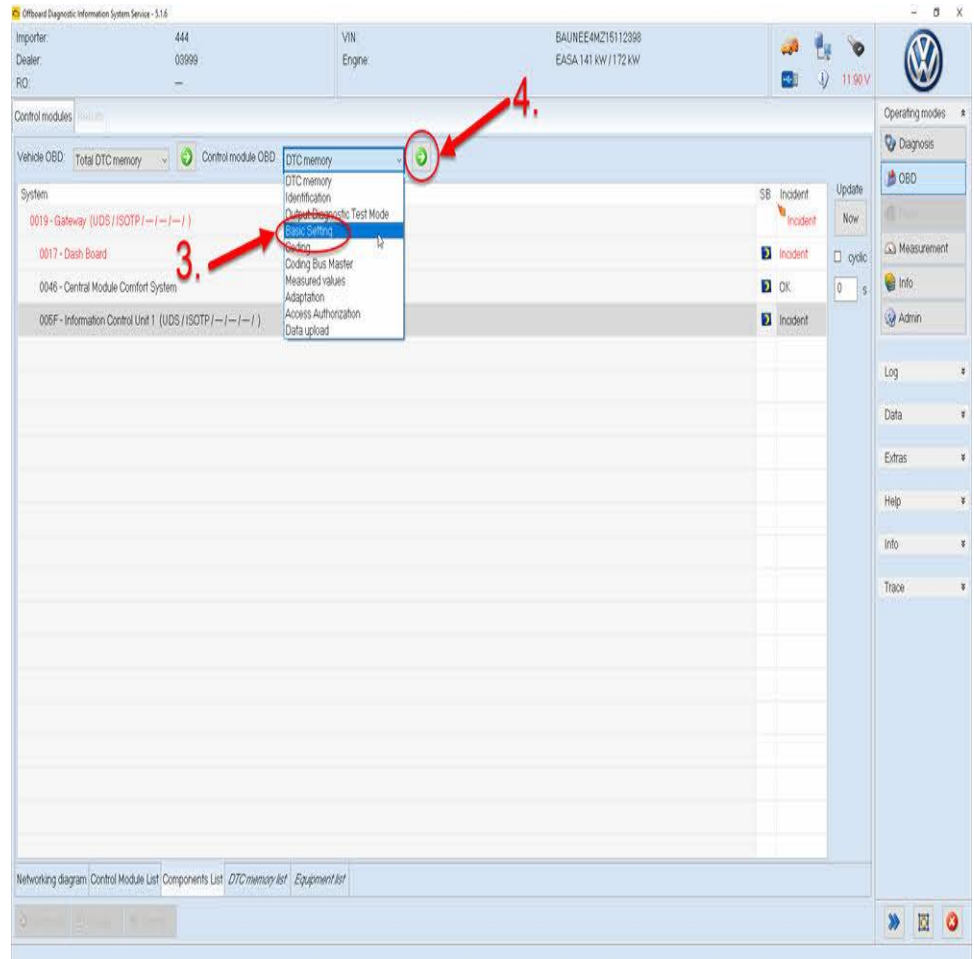 Offboard Diagnostic Information System Service - 5.1.6
Importer: 444 VIN: BAUNEE4MZ15112398
Dealer: 03999 Engine: EASA 141 kW / 172 kW
RO: —
11.90 V
4.
Control modules
Operating modes
Vehicle OBD: Total DTC memory Control module OBD: DTC memory
Diagnosis
OBD
DTC memory
Identification
Output Diagnostic Test Mode
Basic Setting
Coding
Coding Bus Master
Measured values
Adaptation
Access Authorization
Data upload
3.
System SB Incident Update
0019 - Gateway (UDS / ISOTP / — / — / — / ) Incident Now
0017 - Dash Board Incident cyclic
0046 - Central Module Comfort System OK 0 s
005F - Information Control Unit 1 (UDS / ISOTP / — / — / — / ) Incident
Measurement
Info
Admin
Log
Data
Extras
Help
Info
Trace
Networking diagram Control Module List Components List DTC memory list Equipment list